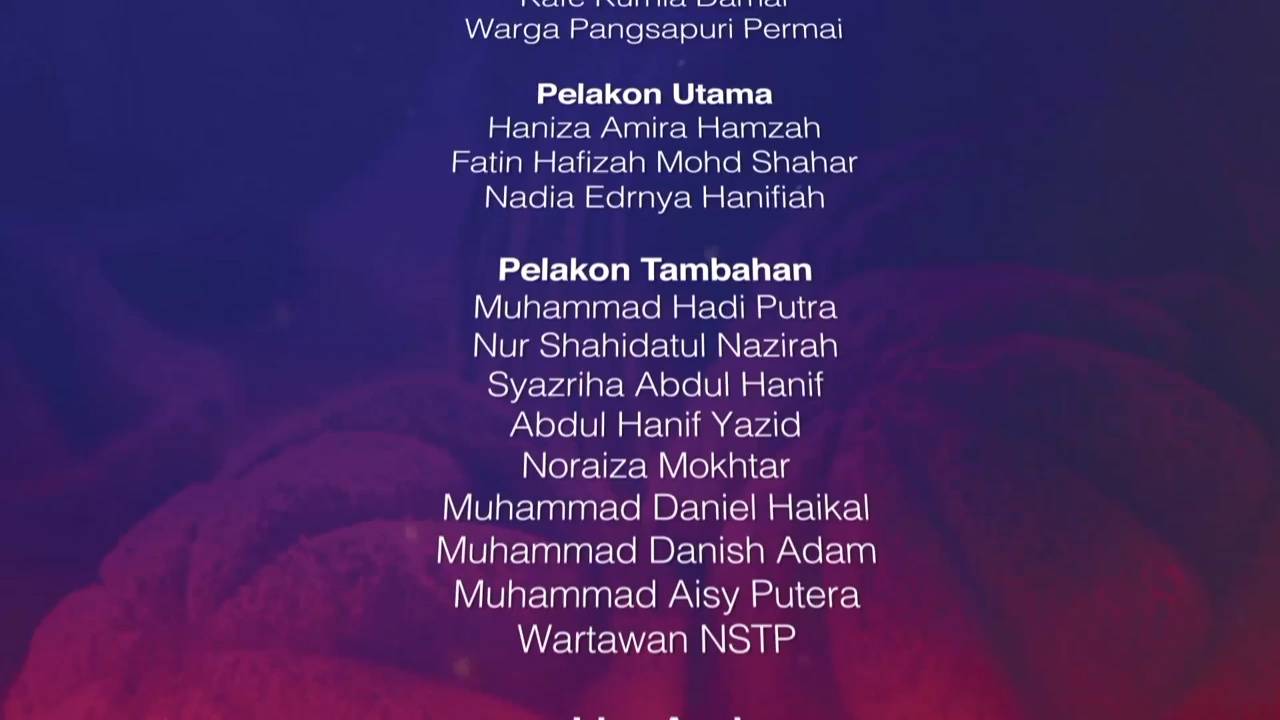 Warga Pangsapuri Permai
Pelakon Utama
Haniza Amira Hamzah
Fatin Hafizah Mohd Shahar
Nadia Edrnya Hanifiah
Pelakon Tambahan
Muhammad Hadi Putra
Nur Shahidatul Nazirah
Syazriha Abdul Hanif
Abdul Hanif Yazid
Noraiza Mokhtar
Muhammad Daniel Haikal
Muhammad Danish Adam
Muhammad Aisy Putera
Wartawan NSTP